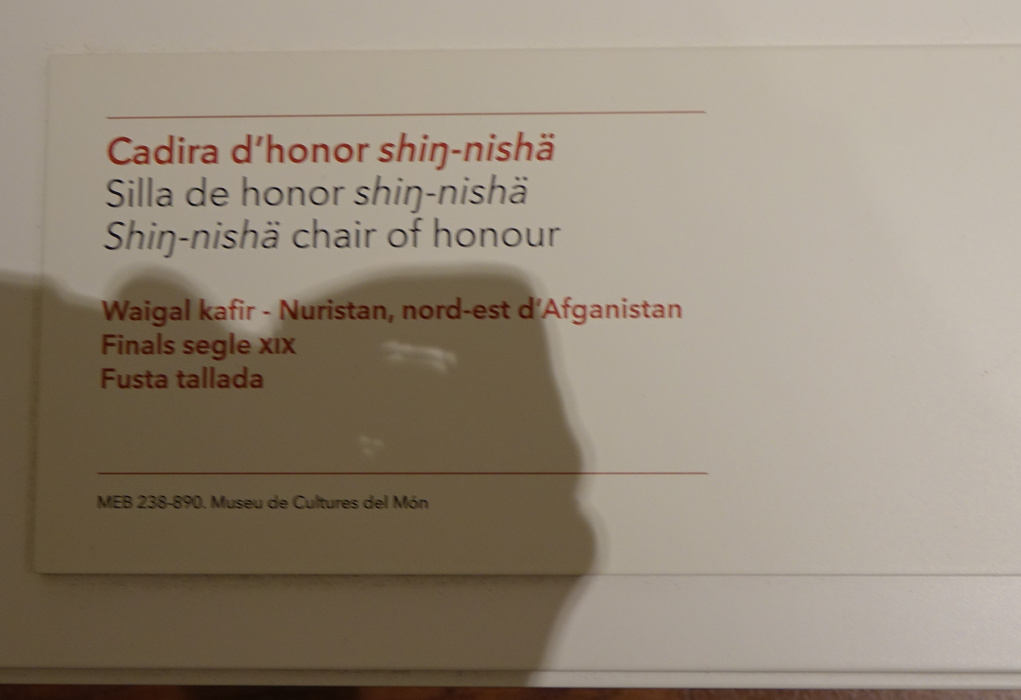 Cadira d'honor shiŋ-nishä
Silla de honor shiŋ-nishä
Shiŋ-nishä chair of honour
Waigal kafir - Nuristan, nord-est d'Afganistan
Finals segle XIX
Fusta tallada
MEB 238-890. Museu de Cultures del Món